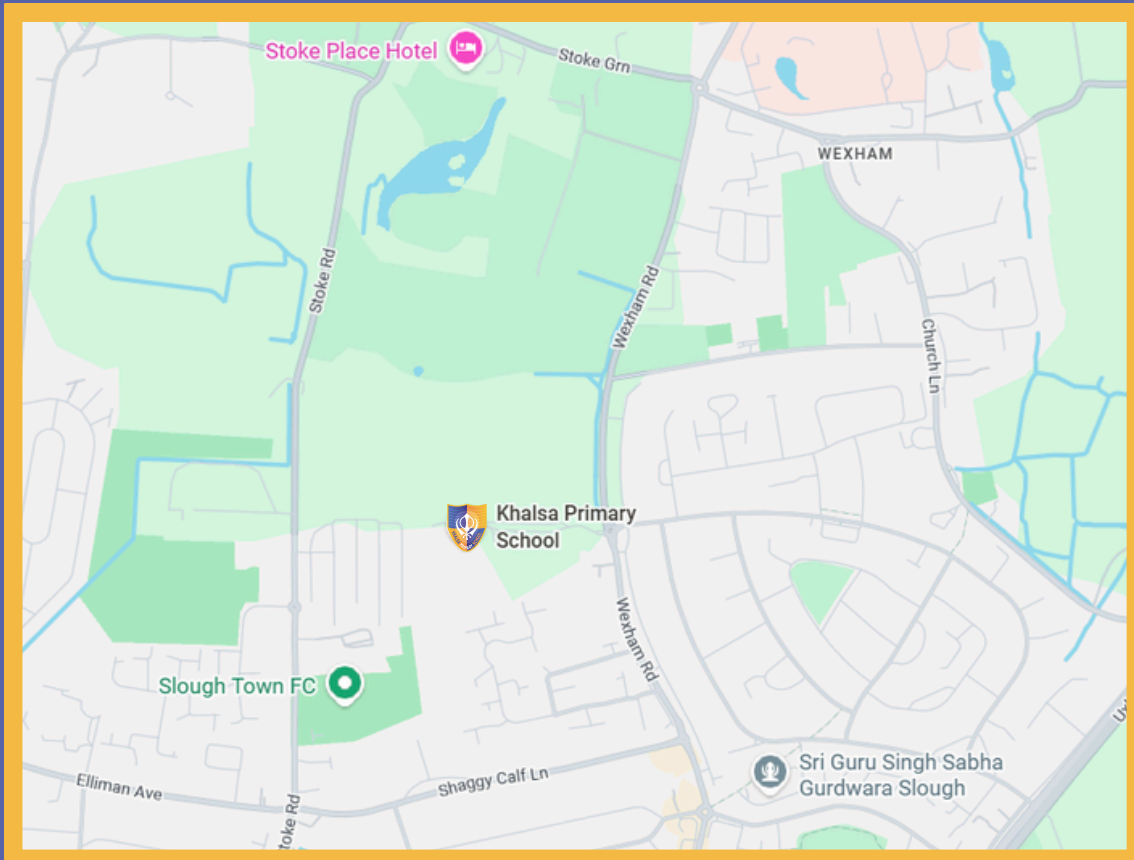 Stoke Place Hotel
Stoke Grn
WEXHAM
Stoke Rd
Wexham Rd
Church Ln
Khalsa Primary
School
Wexham Rd
Slough Town FC
Sri Guru Singh Sabha
Gurdwara Slough
Elliman Ave
Shaggy Calf Ln
toke Rd